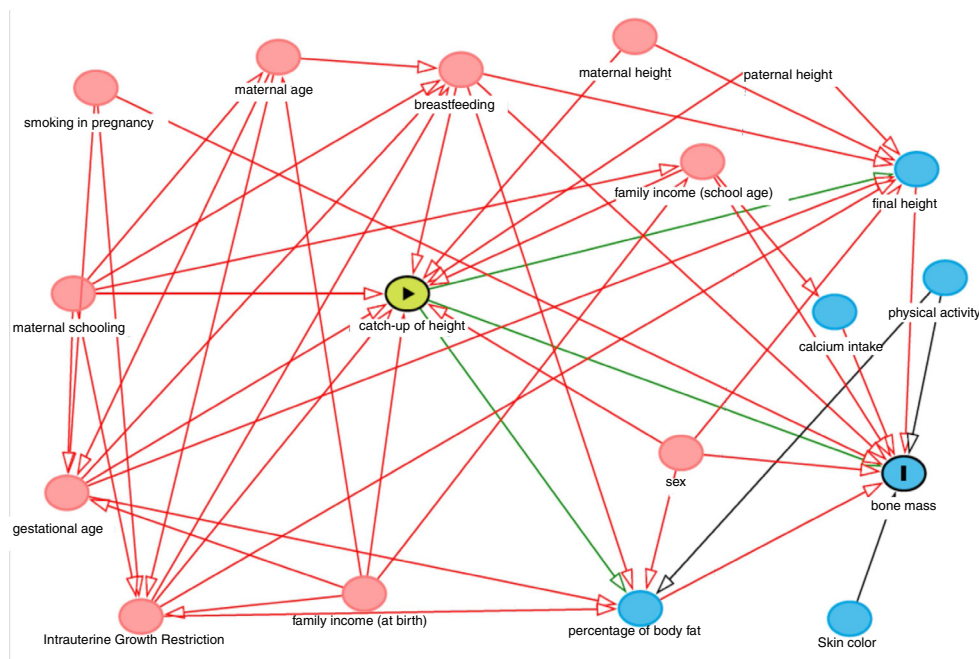 maternal height
paternal height
maternal age
breastfeeding
smoking in pregnancy
family income (school age)
final height
physical activity
maternal schooling
catch-up of height
calcium intake
sex
bone mass
gestational age
family income (at birth)
percentage of body fat
Intrauterine Growth Restriction
Skin color